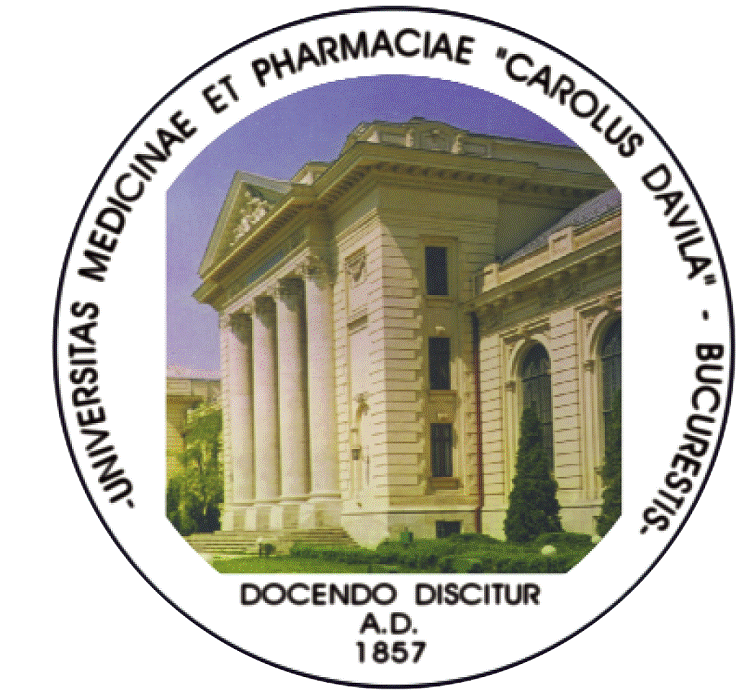 -UNIVERSITAS MEDICINAE ET PHARMACIAE "CAROLUS DAVILA" - BUCURESTIS-
DOCENDO DISCITUR
A.D.
1857